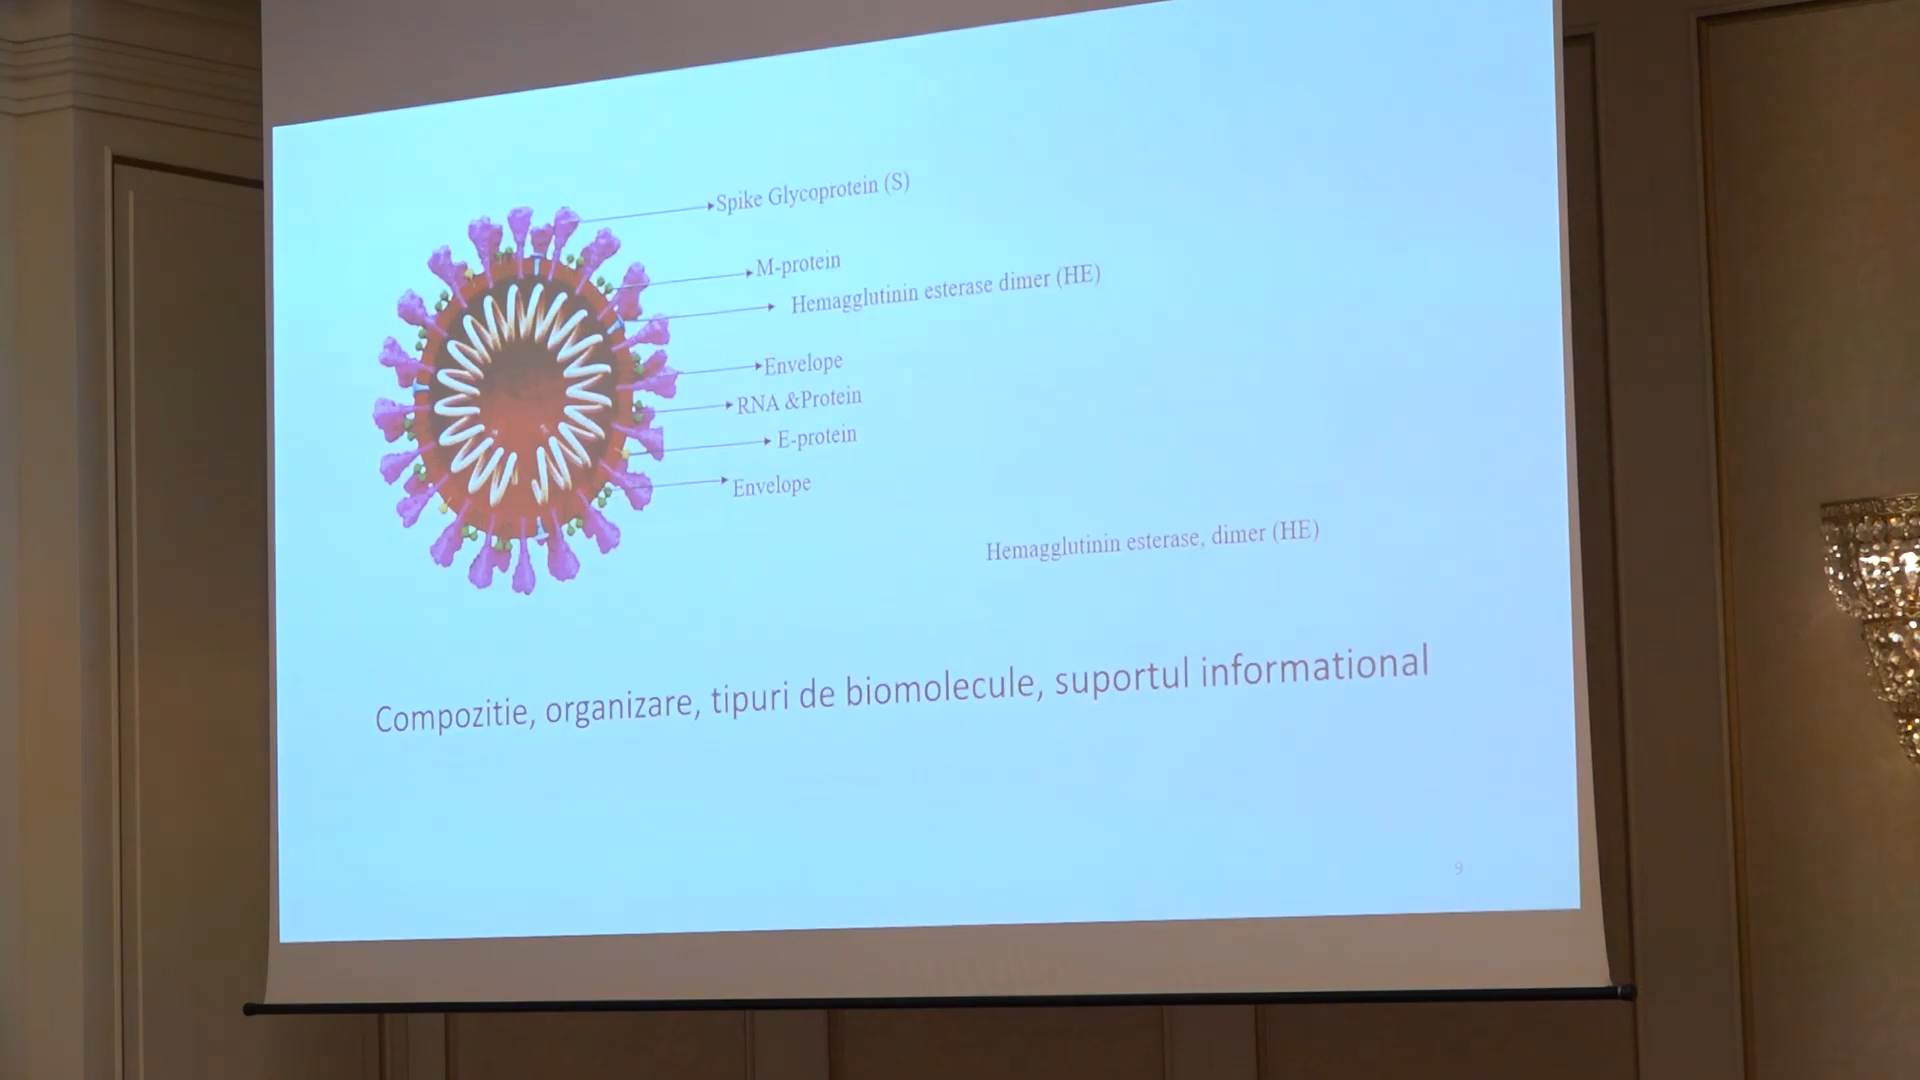 Spike Glycoprotein (S)
M-protein
Hemagglutinin esterase dimer (HE)
Envelope
RNA &Protein
E-protein
Envelope
Hemagglutinin esterase, dimer (HE)
Compozitie, organizare, tipuri de biomolecule, suportul informational
9